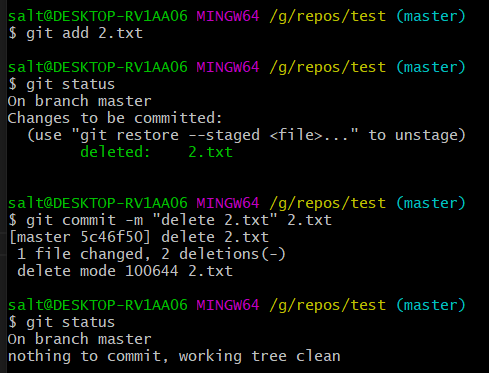 salt@DESKTOP-RV1AA06 MINGW64 /g/repos/test (master)
$ git add 2.txt
salt@DESKTOP-RV1AA06 MINGW64 /g/repos/test (master)
$ git status
On branch master
Changes to be committed:
  (use "git restore --staged <file>..." to unstage)
        deleted:    2.txt
salt@DESKTOP-RV1AA06 MINGW64 /g/repos/test (master)
$ git commit -m "delete 2.txt" 2.txt
[master 5c46f50] delete 2.txt
 1 file changed, 2 deletions(-)
 delete mode 100644 2.txt
salt@DESKTOP-RV1AA06 MINGW64 /g/repos/test (master)
$ git status
On branch master
nothing to commit, working tree clean